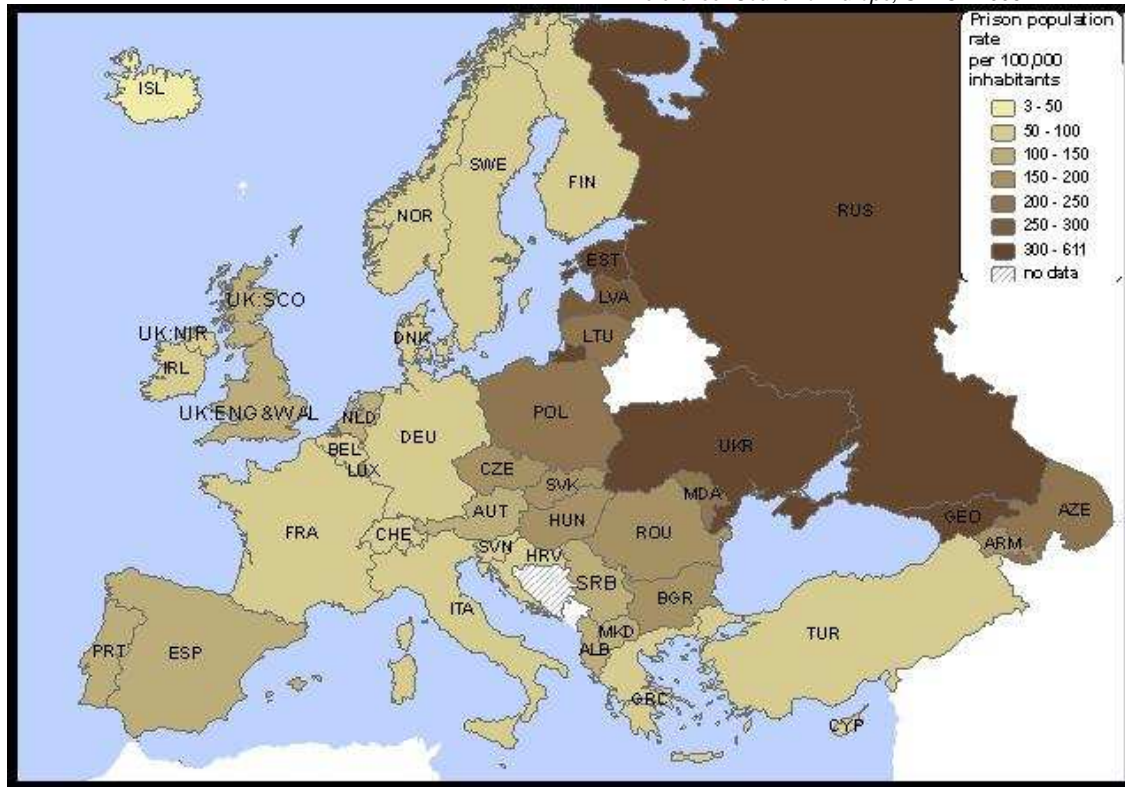 Prison population
rate
per 100,000
inhabitants
3 - 50
50 - 100
100 - 150
150 - 200
200 - 250
250 - 300
300 - 611
no data
ISL
SWE
FIN
NOR
RUS
EST
LVA
UK:SCO
LTU
DNK
UK:NIR
IRL
UK:ENG&WAL
NLD
POL
DEU
UKR
BEL
LUX
CZE
SVK
MDA
AUT
HUN
AZE
GEO
FRA
CHE
ROU
ARM
SVN
HRV
SRB
BGR
ITA
MKD
TUR
PRT
ESP
ALB
GRC
CYP